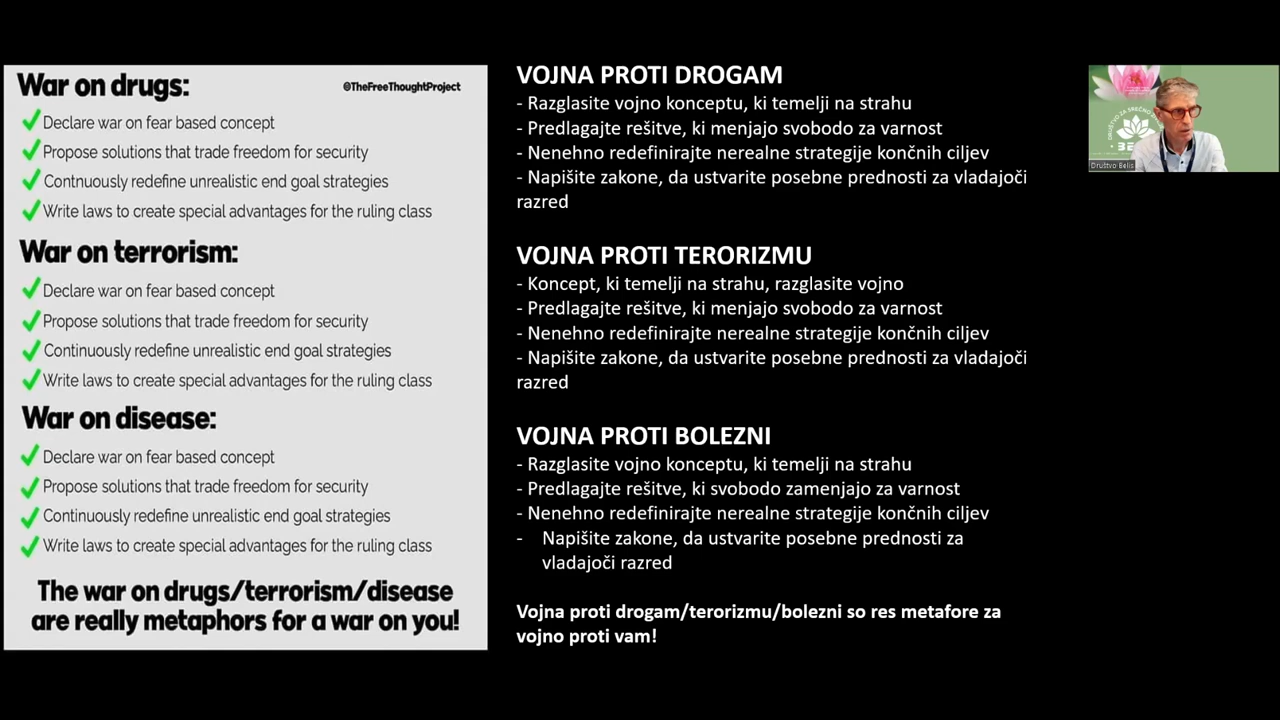 War on drugs:
@TheFreeThoughtProject
Declare war on fear based concept
Propose solutions that trade freedom for security
Contnuously redefine unrealistic end goal strategies
Write laws to create special advantages for the ruling class
War on terrorism:
Declare war on fear based concept
Propose solutions that trade freedom for security
Continuously redefine unrealistic end goal strategies
Write laws to create special advantages for the ruling class
War on disease:
Declare war on fear based concept
Propose solutions that trade freedom for security
Continuously redefine unrealistic end goal strategies
Write laws to create special advantages for the ruling class
The war on drugs/terrorism/disease
are really metaphors for a war on you!
VOJNA PROTI DROGAM
- Razglasite vojno konceptu, ki temelji na strahu
- Predlagajte rešitve, ki menjajo svobodo za varnost
- Nenehno redefinirajte nerealne strategije končnih ciljev
- Napišite zakone, da ustvarite posebne prednosti za vladajoči
razred
VOJNA PROTI TERORIZMU
- Koncept, ki temelji na strahu, razglasite vojno
- Predlagajte rešitve, ki menjajo svobodo za varnost
- Nenehno redefinirajte nerealne strategije končnih ciljev
- Napišite zakone, da ustvarite posebne prednosti za vladajoči
razred
VOJNA PROTI BOLEZNI
- Razglasite vojno konceptu, ki temelji na strahu
- Predlagajte rešitve, ki svobodo zamenjajo za varnost
- Nenehno redefinirajte nerealne strategije končnih ciljev
- Napišite zakone, da ustvarite posebne prednosti za
vladajoči razred
Vojna proti drogam/terorizmu/bolezni so res metafore za
vojno proti vam!
Društvo Belis